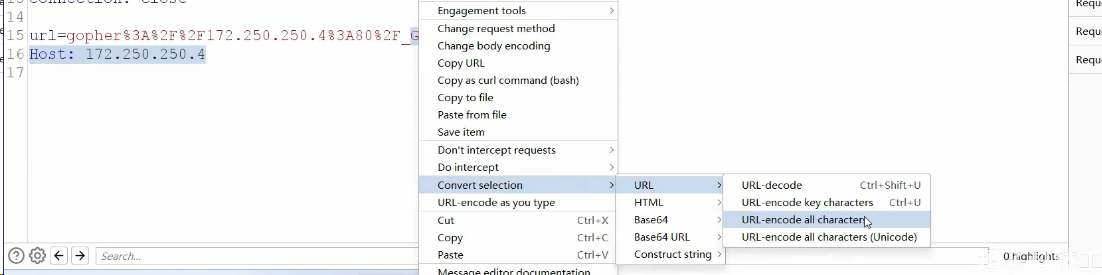 13 Connection: close
14
15 url=gopher%3A%2F%2F172.250.250.4%3A80%2F_G
16 Host: 172.250.250.4
17
Engagement tools >
Change request method
Change body encoding
Copy URL
Copy as curl command (bash)
Copy to file
Paste from file
Save item
Don't intercept requests >
Do intercept >
Convert selection >
URL-encode as you type
Cut Ctrl+X
Copy Ctrl+C
Paste Ctrl+V
Message editor documentation
URL >
HTML >
Base64 >
Base64 URL >
Construct string >
URL-decode Ctrl+Shift+U
URL-encode key characters Ctrl+U
URL-encode all characters
URL-encode all characters (Unicode)
Reque
Reque
Reque
Search...
0 highlights